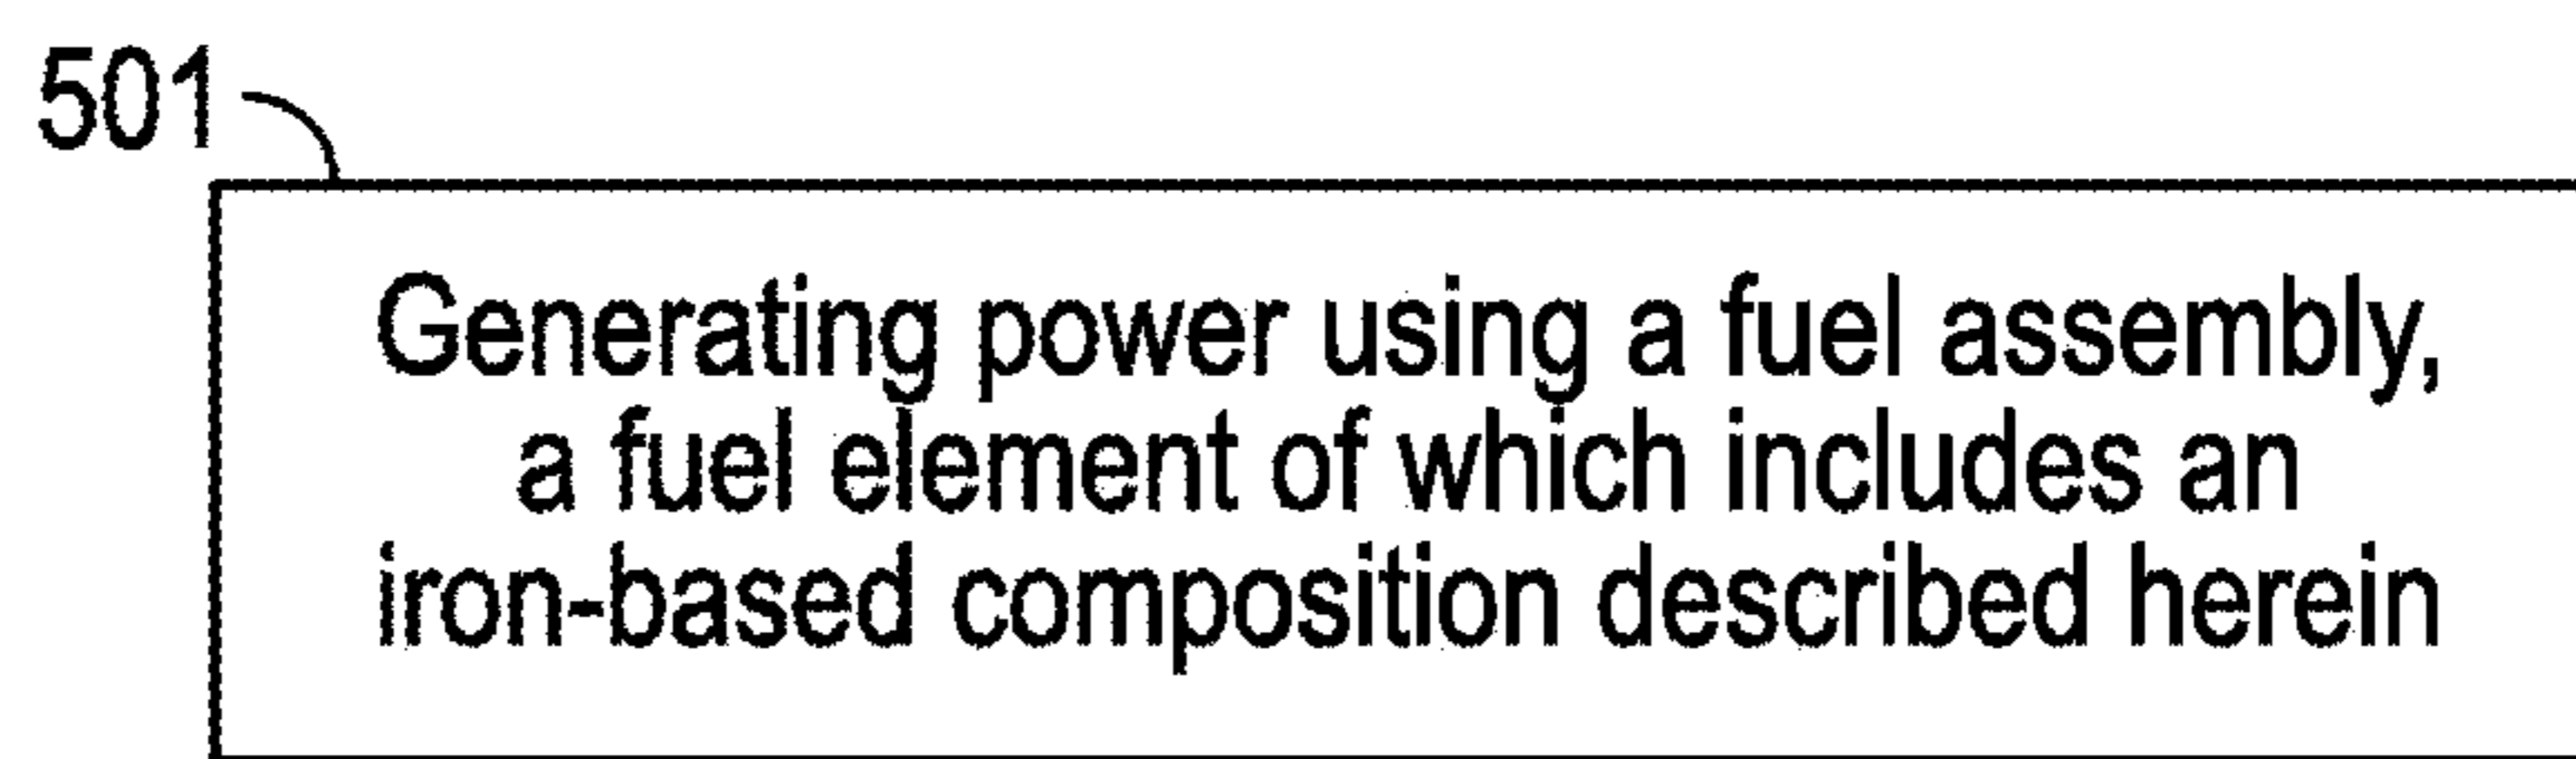 501
Generating power using a fuel assembly,
a fuel element of which includes an
iron-based composition described herein